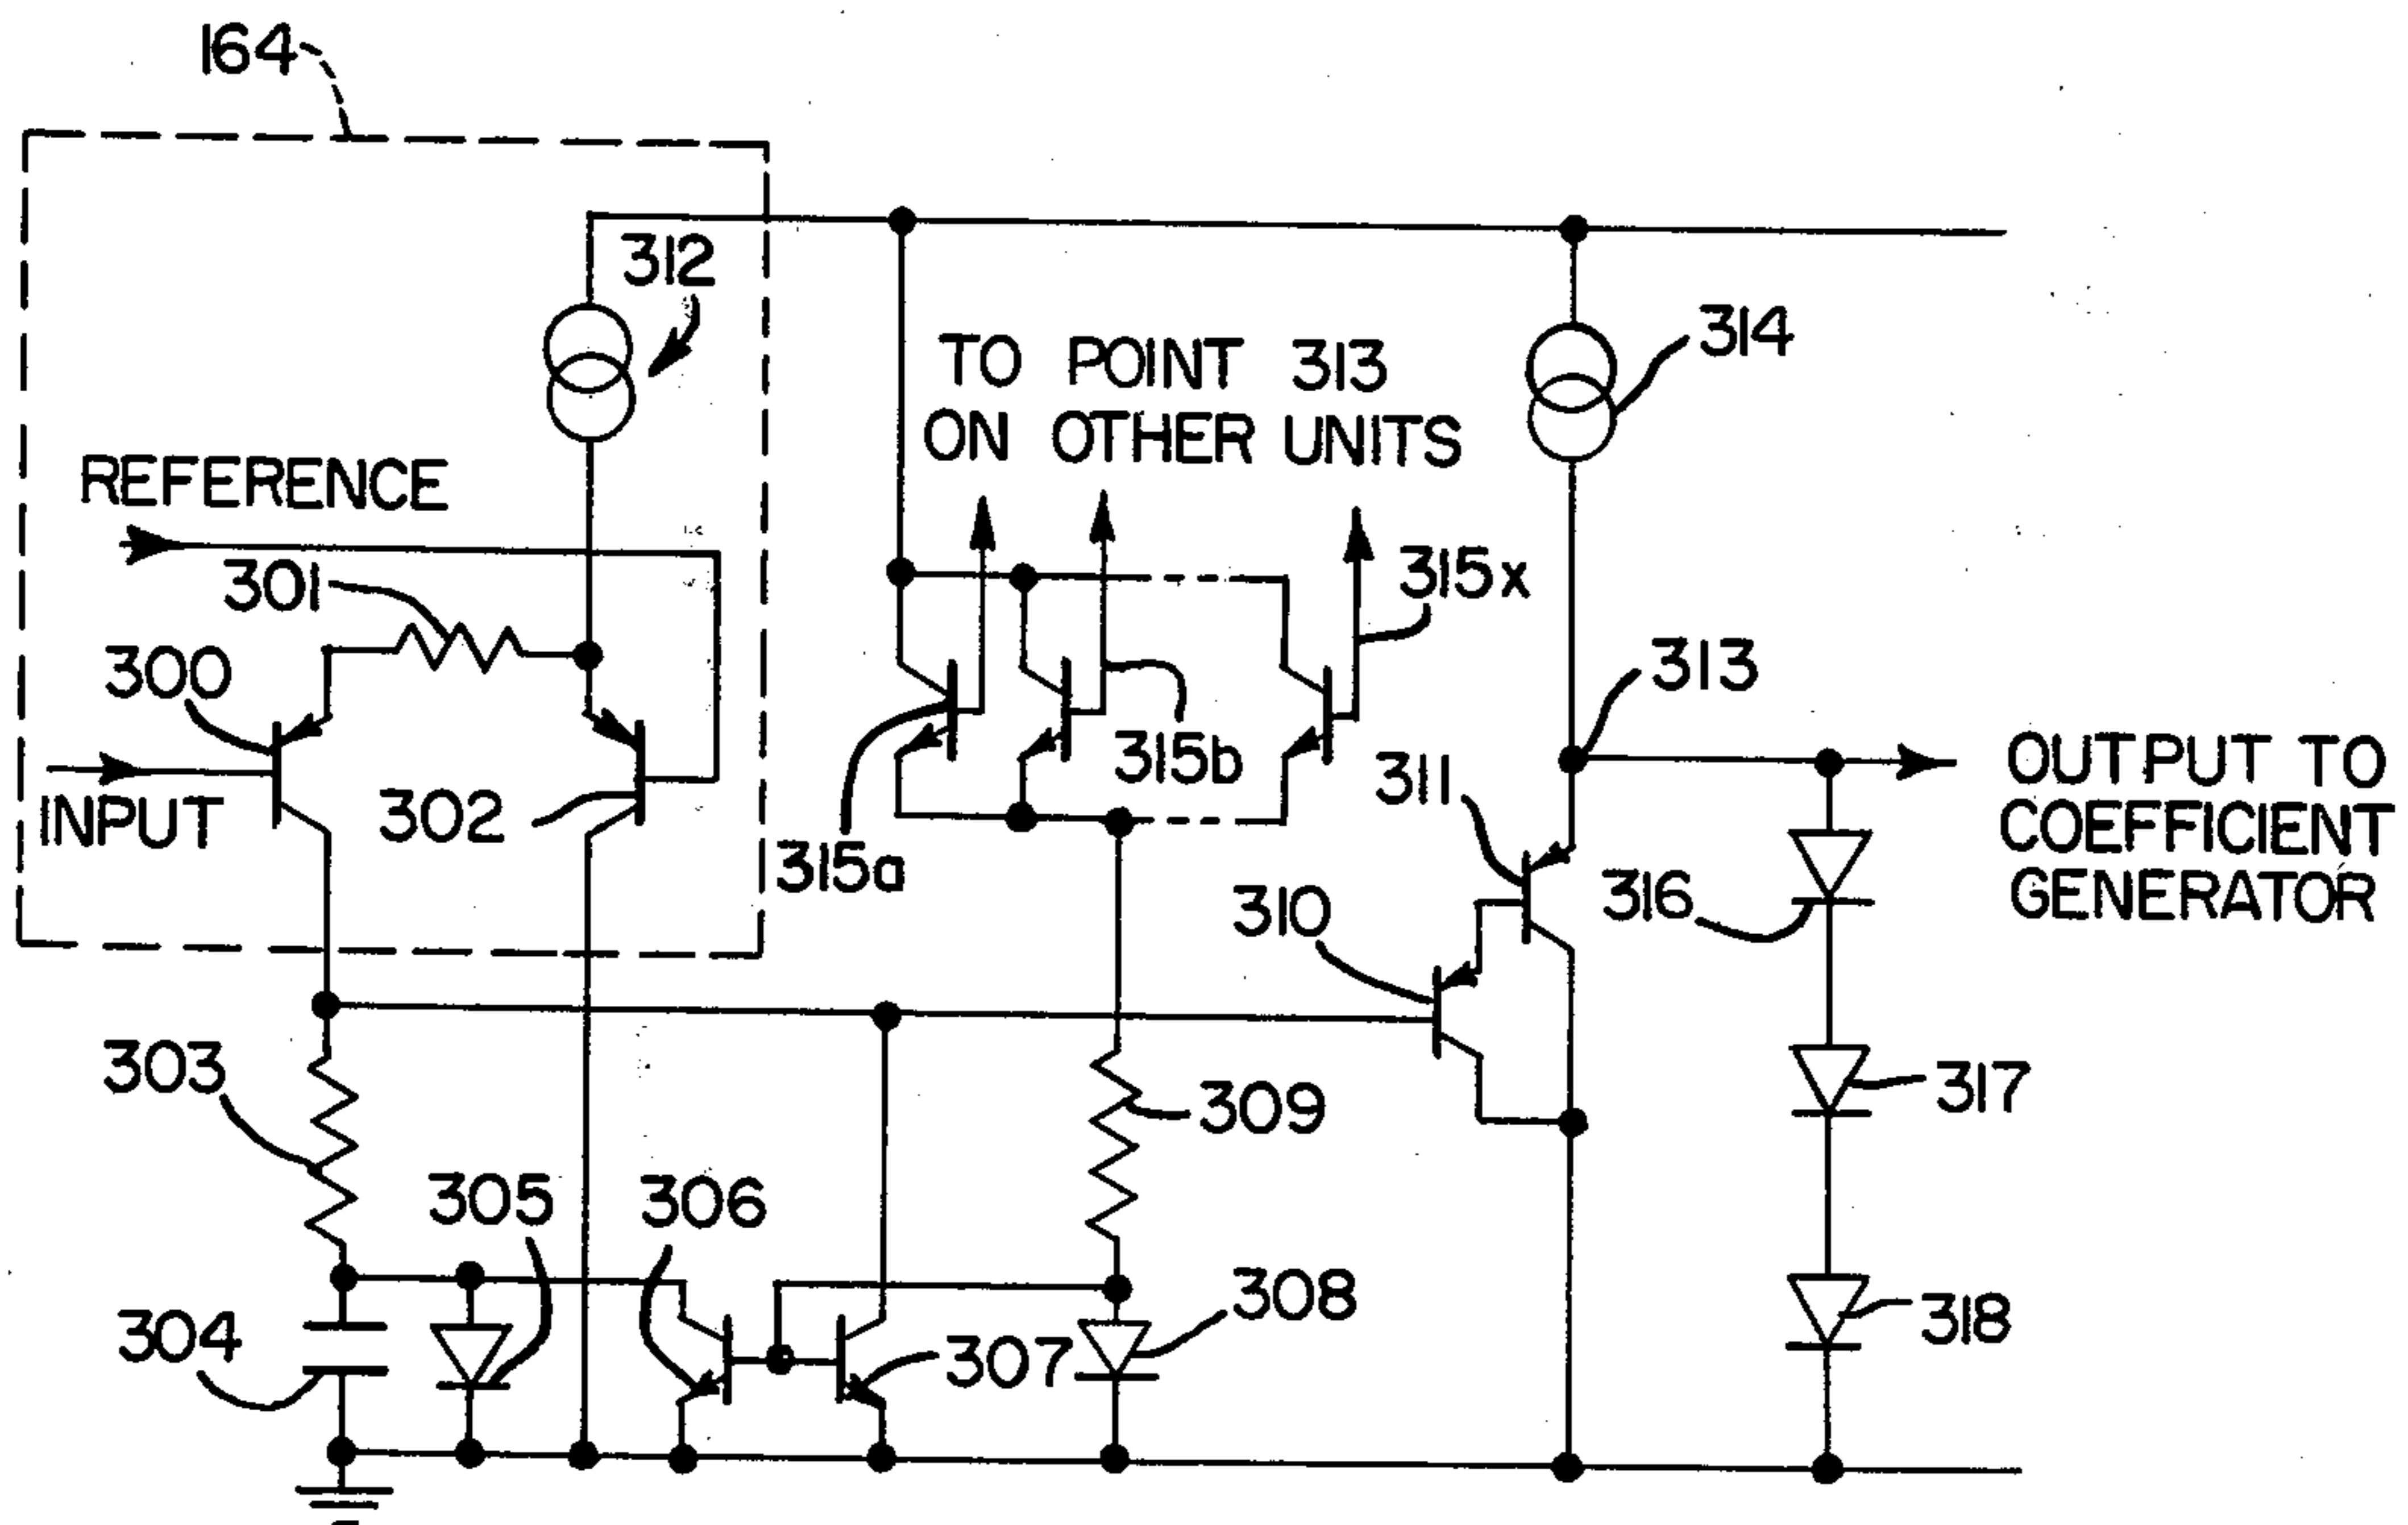 164
312
TO POINT 313
ON OTHER UNITS
314
REFERENCE
301
315x
300
313
INPUT
302
315a
315b
311
OUTPUT TO
COEFFICIENT
GENERATOR
310
316
303
309
317
305
306
304
307
308
318